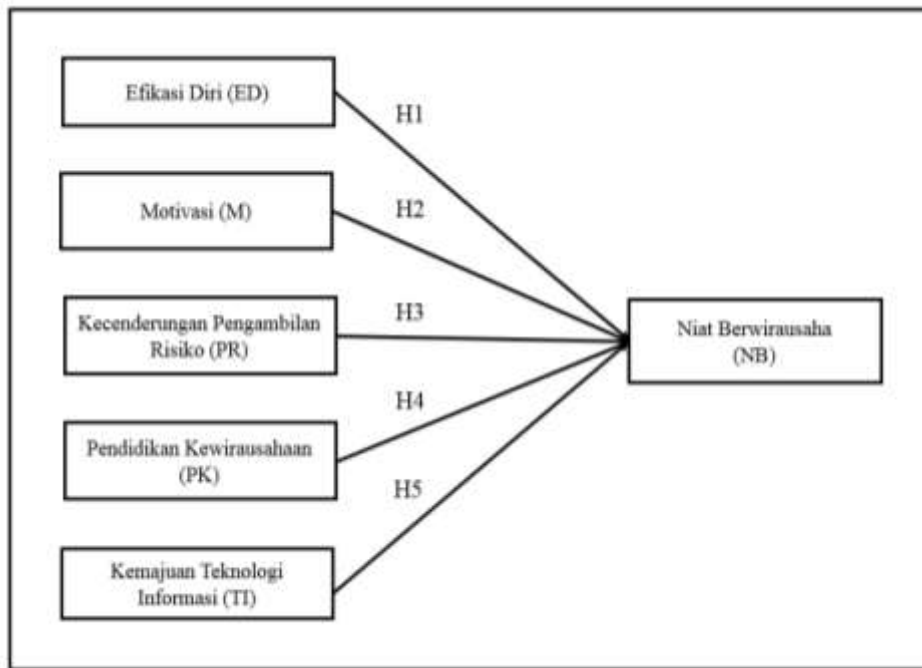 Efikasi Diri (ED)
H1
Motivasi (M)
H2
Kecenderungan Pengambilan
Risiko (PR)
H3
Niat Berwirausaha
(NB)
Pendidikan Kewirausahaan
(PK)
H4
Kemajuan Teknologi
Informasi (TI)
H5